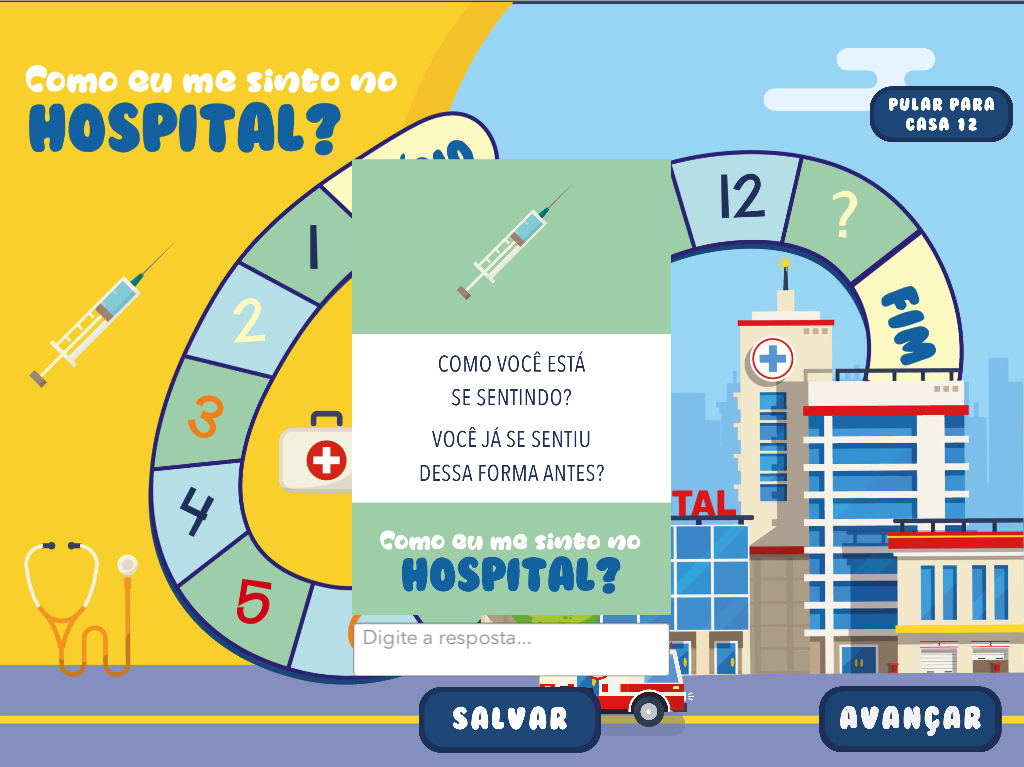 Como eu me sinto no
HOSPITAL?
PULAR PARA
CASA 12
1
2
3
4
5
12
?
FIM
COMO VOCÊ ESTÁ
SE SENTINDO?
VOCÊ JÁ SE SENTIU
DESSA FORMA ANTES?
Como eu me sinto no
HOSPITAL?
TAL
Digite a resposta...
SALVAR
AVANÇAR